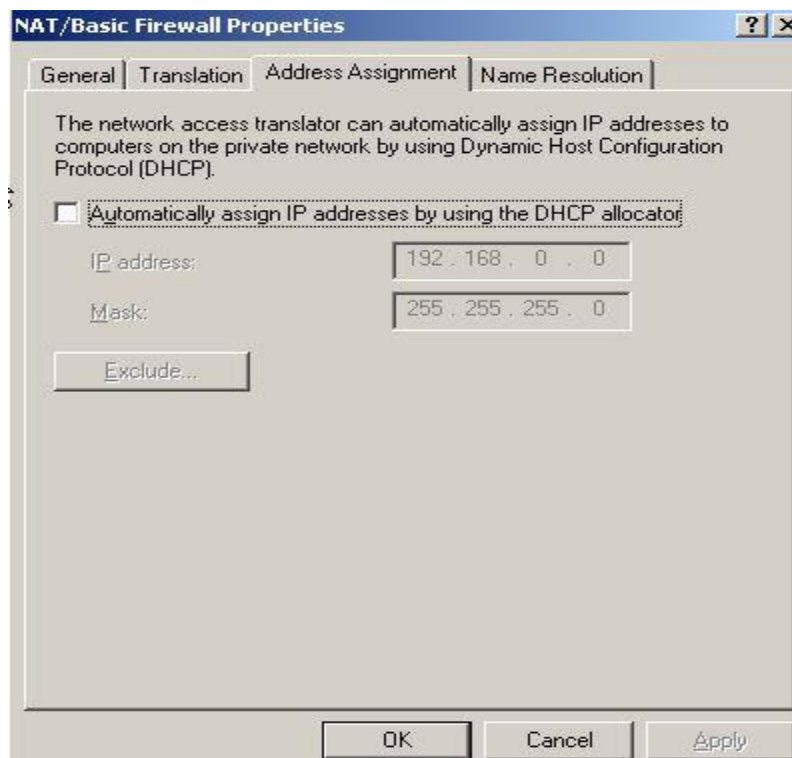 NAT/Basic Firewall Properties
General Translation Address Assignment Name Resolution
The network access translator can automatically assign IP addresses to
computers on the private network by using Dynamic Host Configuration
Protocol (DHCP).
Automatically assign IP addresses by using the DHCP allocator
IP address: 192 . 168 . 0 . 0
Mask: 255 . 255 . 255 . 0
Exclude...
OK Cancel Apply